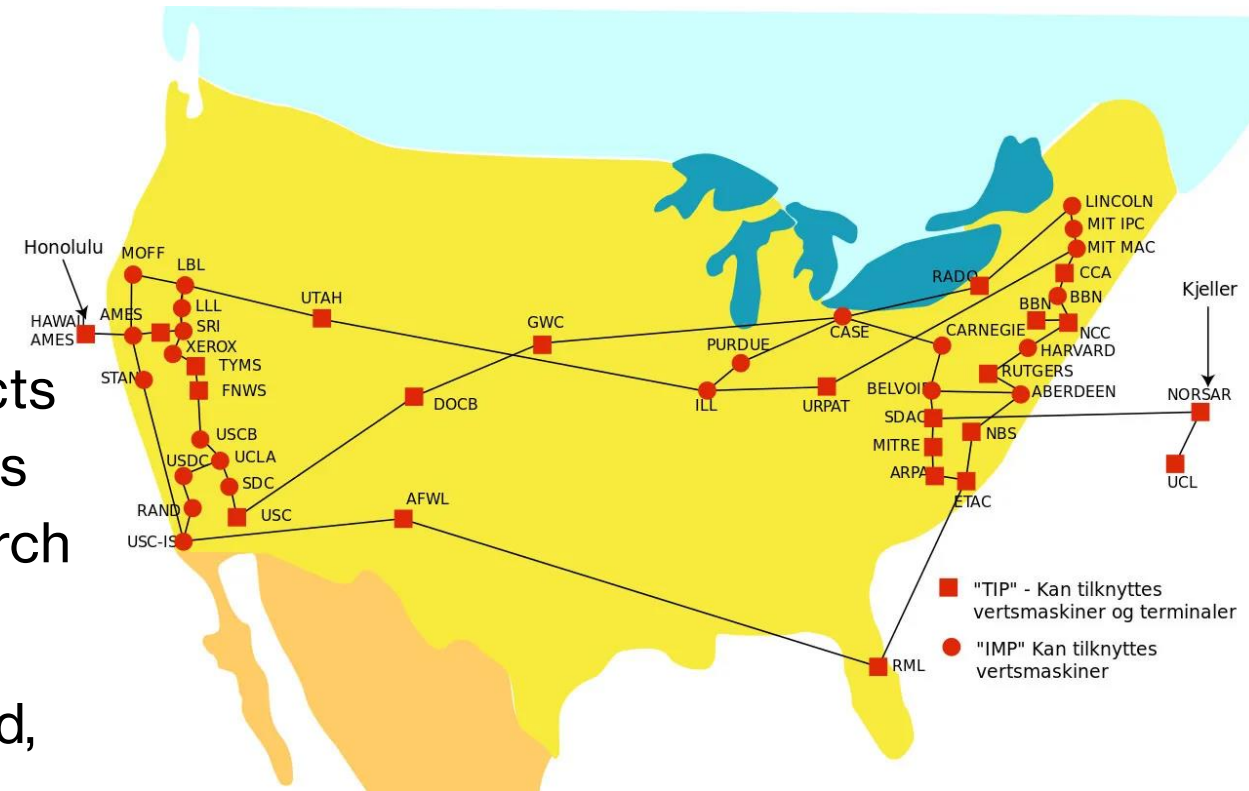 cts
s
rch
d,
Honolulu
MOFF
LBL
LLL
HAWAII
AMES
AMES
SRI
XEROX
TYMS
STAN
FNWS
USCB
USDC
UCLA
SDC
RAND
USC
USC-IS
UTAH
GWC
DOCB
AFWL
PURDUE
CASE
ILL
URPAT
RADO
LINCOLN
MIT IPC
MIT MAC
CCA
BBN
BBN
CARNEGIE
NCC
HARVARD
RUTGERS
BELVOI
ABERDEEN
SDAC
NBS
MITRE
ARPA
ETAC
Kjeller
NORSAR
UCL
RML
"TIP" - Kan tilknyttes
vertsmaskiner og terminaler
"IMP" Kan tilknyttes
vertsmaskiner